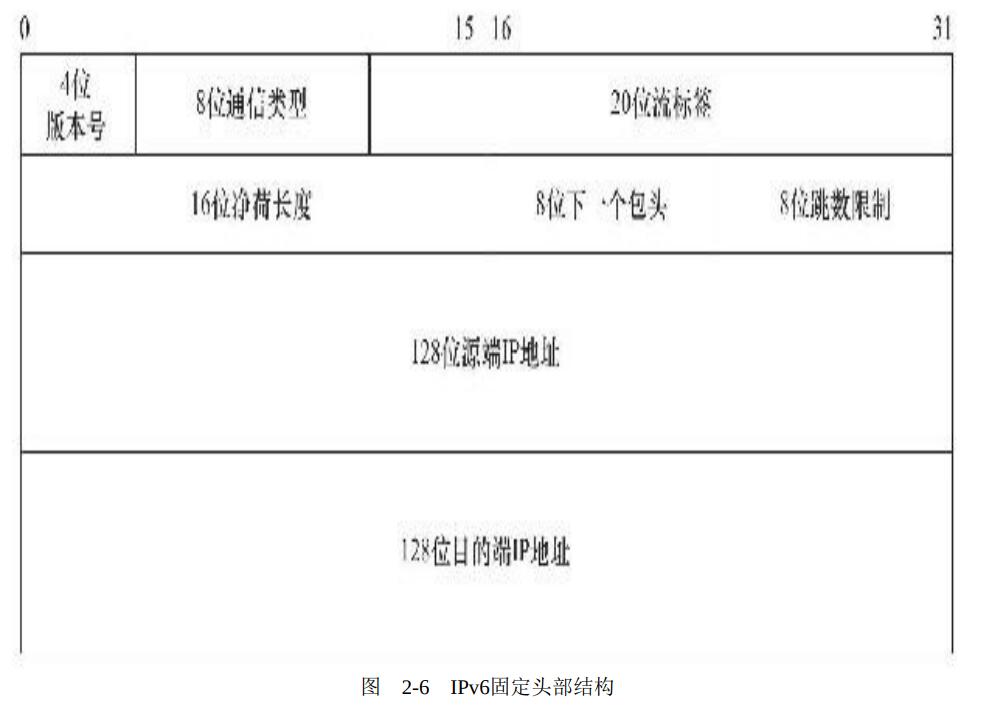 0 15 16 31
4位
版本号
8位通信类型
20位流标签
16位净荷长度
8位下一个包头
8位跳数限制
128位源端IP地址
128位目的端IP地址
图 2-6 IPv6固定头部结构